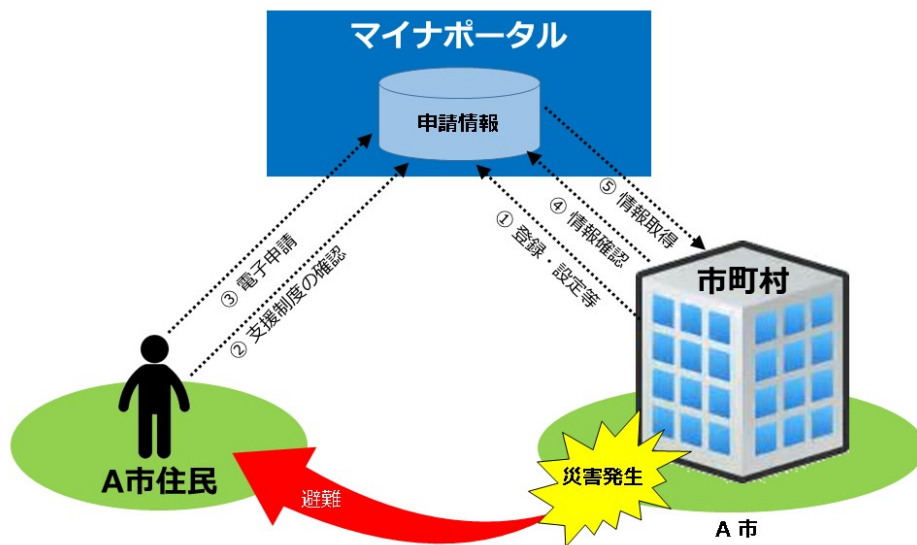 マイナポータル
申請情報
③ 電子申請
② 支援制度の確認
① 登録・設定等
④ 情報確認
⑤ 情報取得
市町村
A市住民
避難
災害発生
A 市